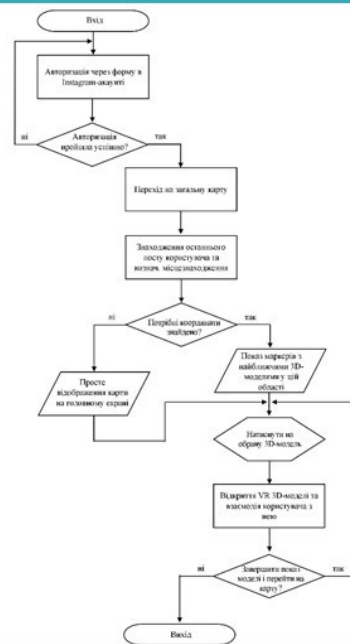 Вхід
Авторизація через форму в
Instagram-акаунті
ні
Авторизація
пройшла успішно?
так
Перехід на загальну карту
Знаходження останнього
посту користувача та
визнач. місцезнаходження
ні
Потрібні координати
знайдено?
так
Просте
відображення карти
на головному екрані
Показ маркерів з
найближчими 3D-
моделями у цій
області
Натиснути на
обрану 3D-модель
Відкриття VR 3D-моделі та
взаємодія користувача з
нею
ні
Завершити показ
моделі і перейти на
карту?
так
Вихід